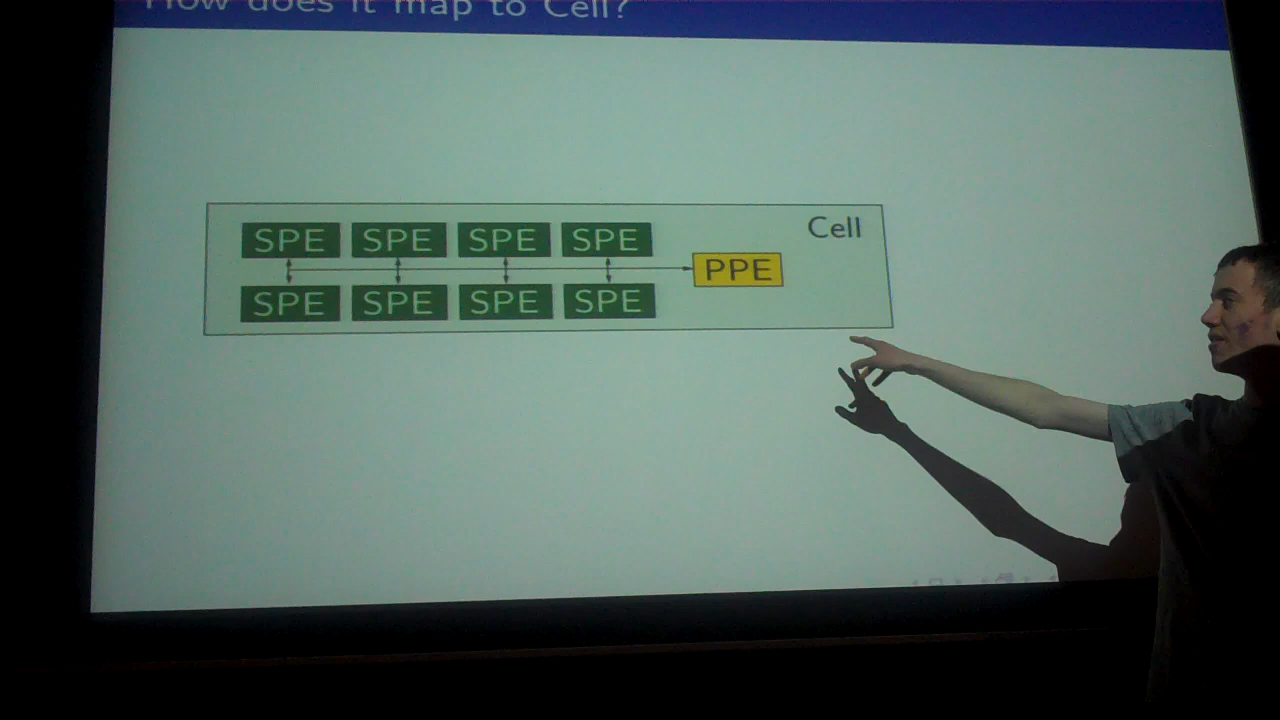 How does it map to Cell?
Cell
SPE SPE SPE SPE
PPE
SPE SPE SPE SPE